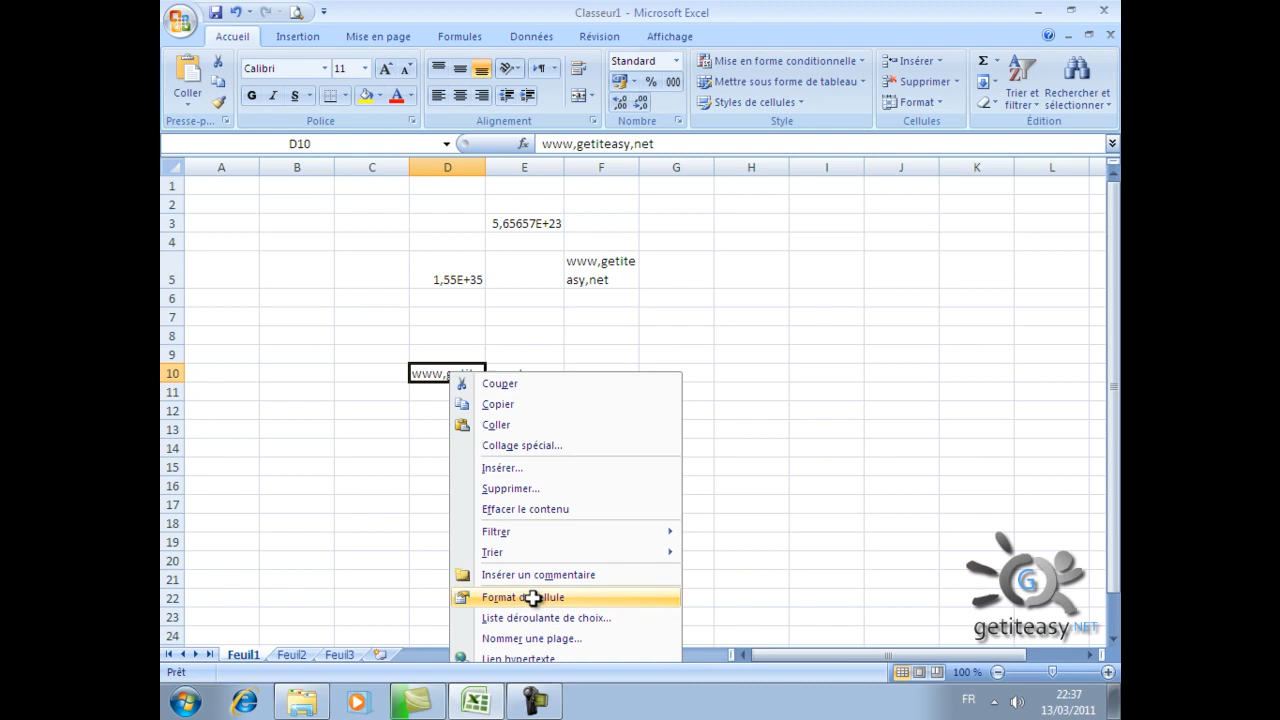 Classeur1 - Microsoft Excel
Accueil Insertion Mise en page Formules Données Révision Affichage
Coller
Presse-p...
Calibri 11
G I S
Police
Alignement
Standard
% 000
Nombre
Mise en forme conditionnelle
Mettre sous forme de tableau
Styles de cellules
Style
Insérer
Supprimer
Format
Cellules
Σ
Trier et filtrer
Rechercher et sélectionner
Édition
D10 fx www,getiteasy,net
A B C D E F G H I J K L
1
2
3 5,65657E+23
4
5 1,55E+35 www,getite
asy,net
6
7
8
9
10
11
12
13
14
15
16
17
18
19
20
21
22
23
24
Couper
Copier
Coller
Collage spécial...
Insérer...
Supprimer...
Effacer le contenu
Filtrer
Trier
Insérer un commentaire
Liste déroulante de choix...
Nommer une plage...
Lien hypertexte
G
getiteasy.NET
Feuil1 Feuil2 Feuil3
Prêt 100 %
FR 22:37
13/03/2011